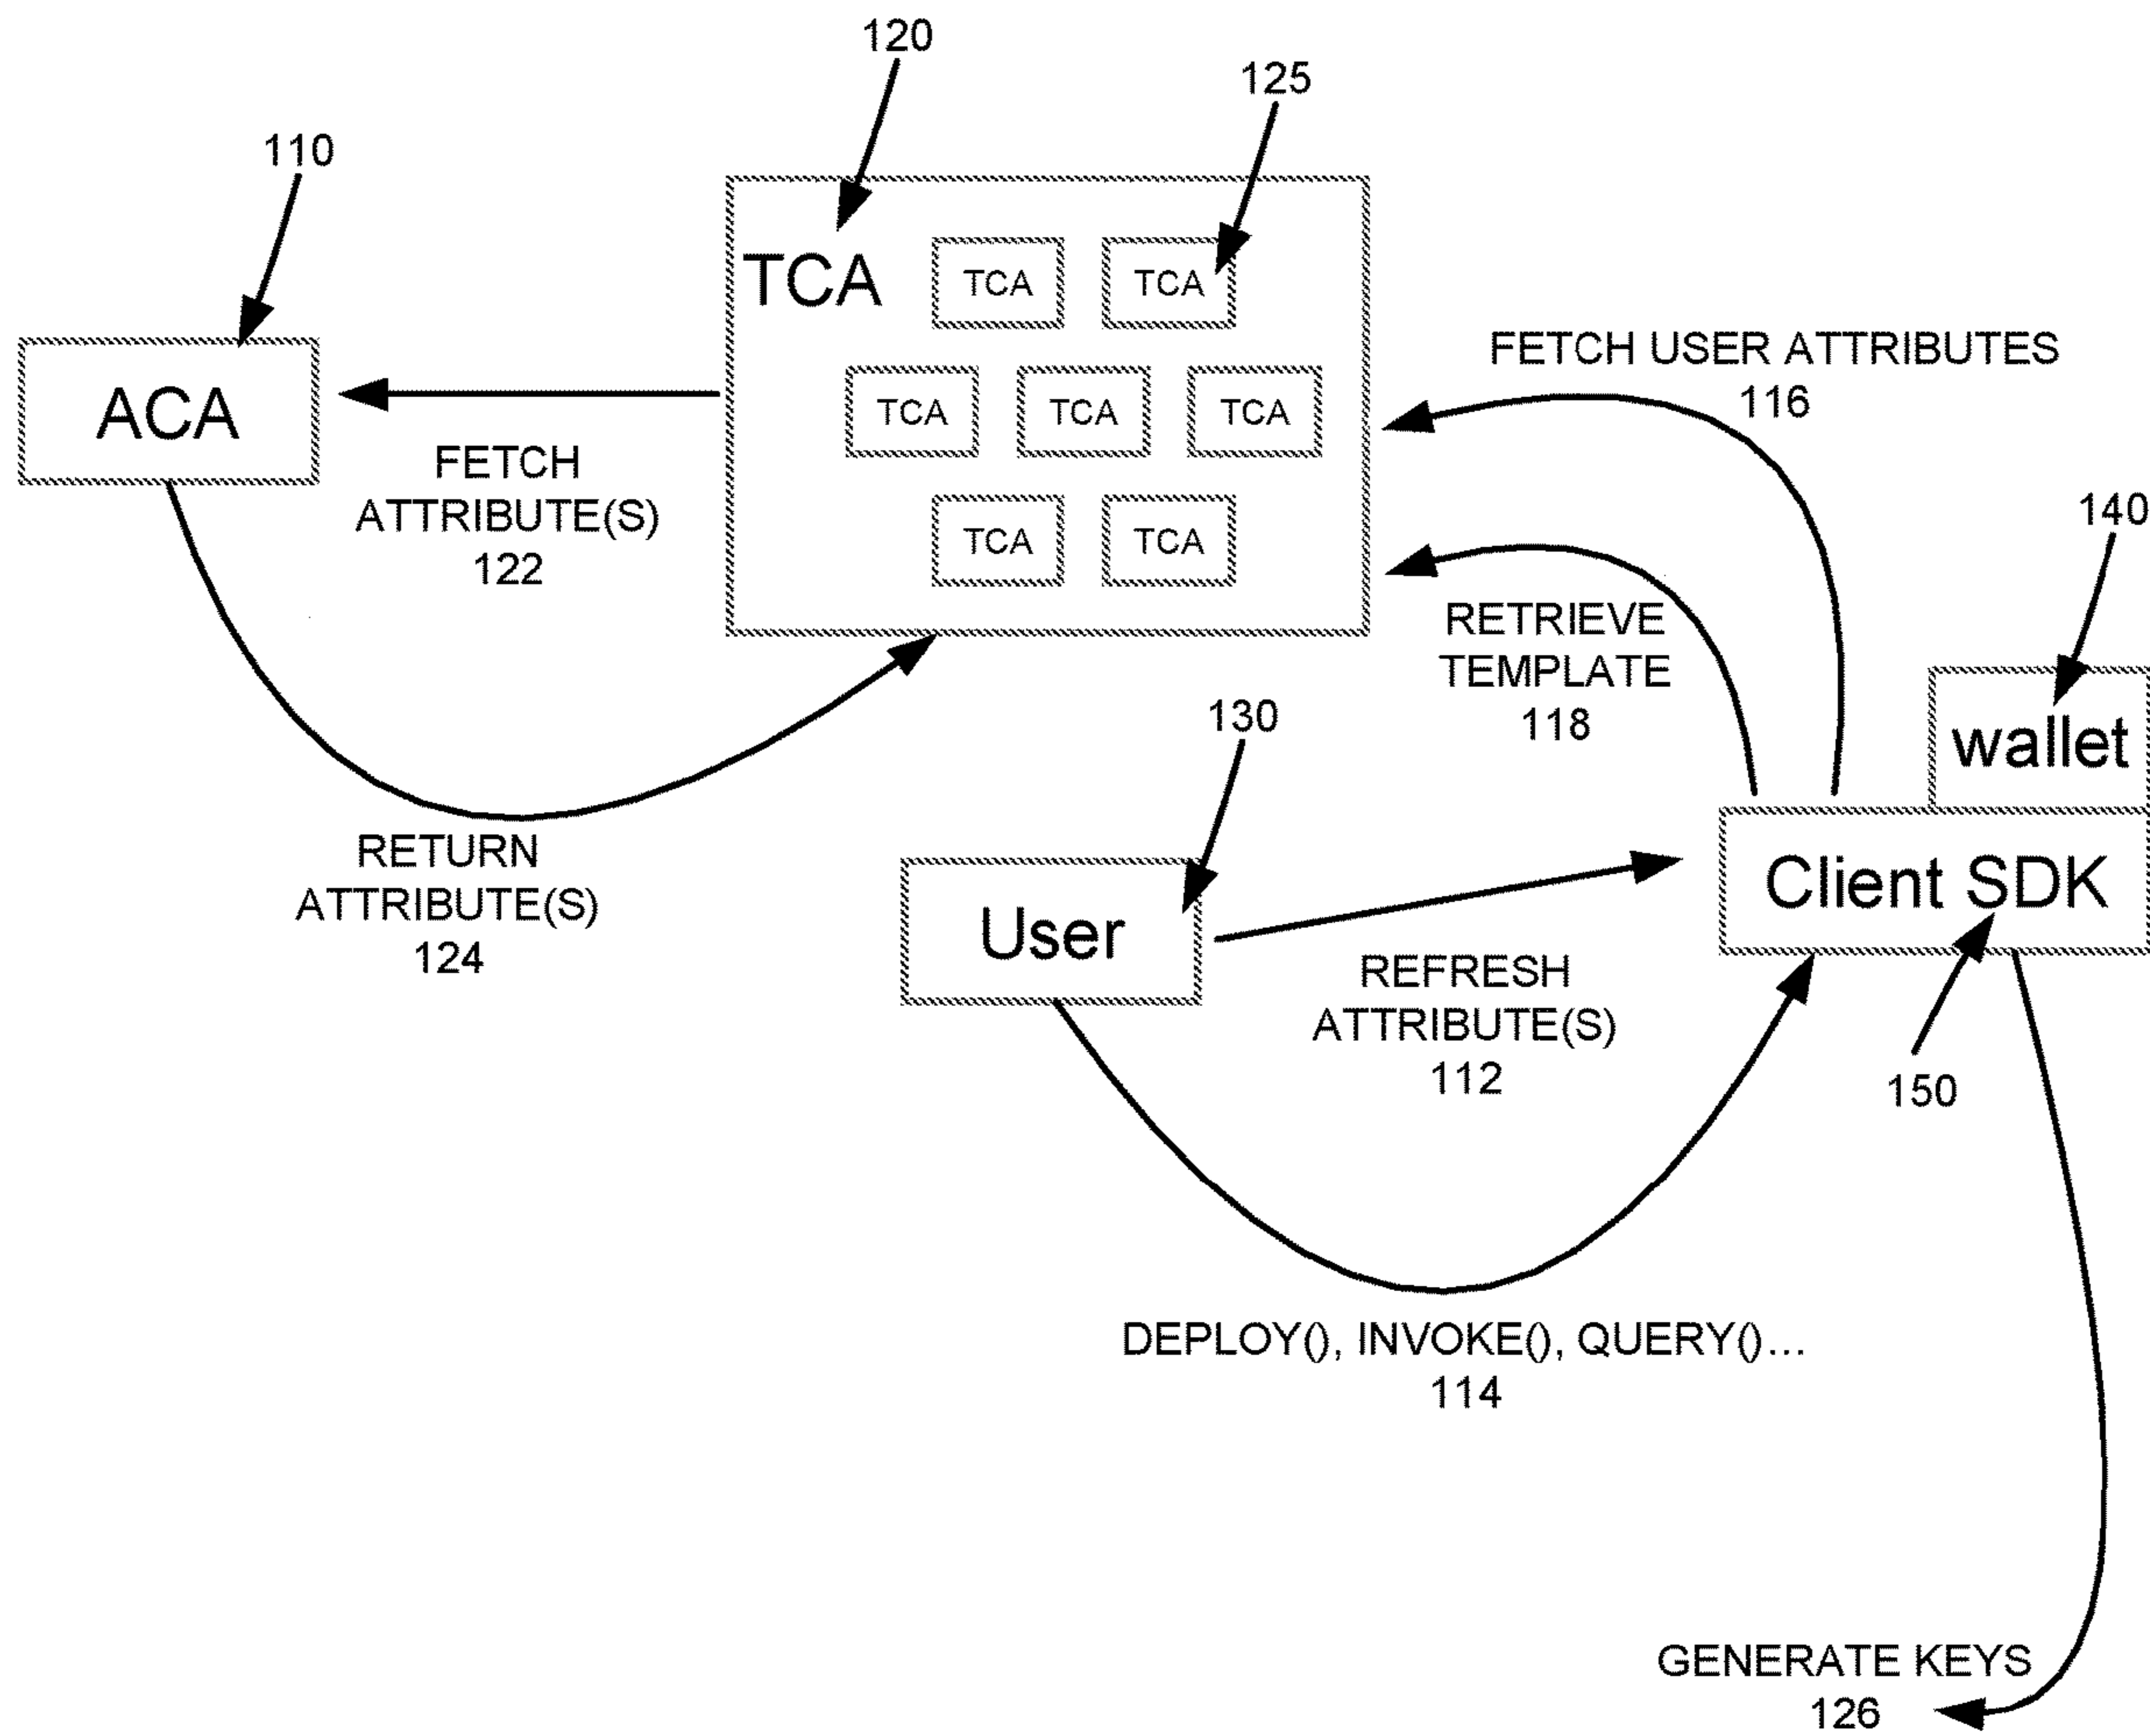 120
125
110
TCA
TCA
TCA
ACA
TCA
TCA
TCA
TCA
TCA
FETCH
ATTRIBUTE(S)
122
FETCH USER ATTRIBUTES
116
140
RETRIEVE
TEMPLATE
118
wallet
130
RETURN
ATTRIBUTE(S)
124
User
Client SDK
REFRESH
ATTRIBUTE(S)
112
150
DEPLOY(), INVOKE(), QUERY()...
114
GENERATE KEYS
126